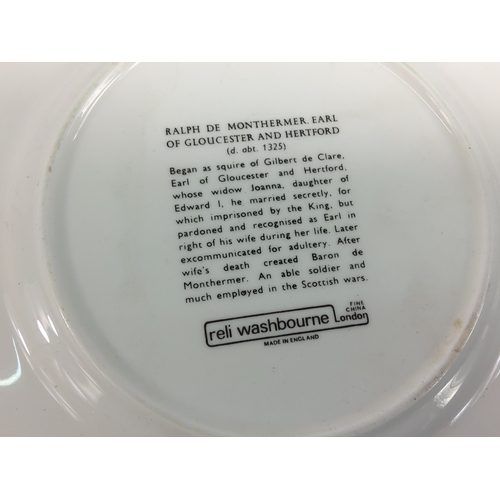 RALPH DE MONTHERMER. EARL
OF GLOUCESTER AND HERTFORD
(d. abt. 1325)
Began as squire of Gilbert de Clare,
Earl of Gloucester and Hertford,
whose widow Joanna, daughter of
Edward I, he married secretly, for
which imprisoned by the King, but
pardoned and recognised as Earl in
right of his wife during her life. Later
excommunicated for adultery. After
wife's death created Baron de
Monthermer. An able soldier and
much employed in the Scottish wars.
reli washbourne
FINE
CHINA
London
MADE IN ENGLAND